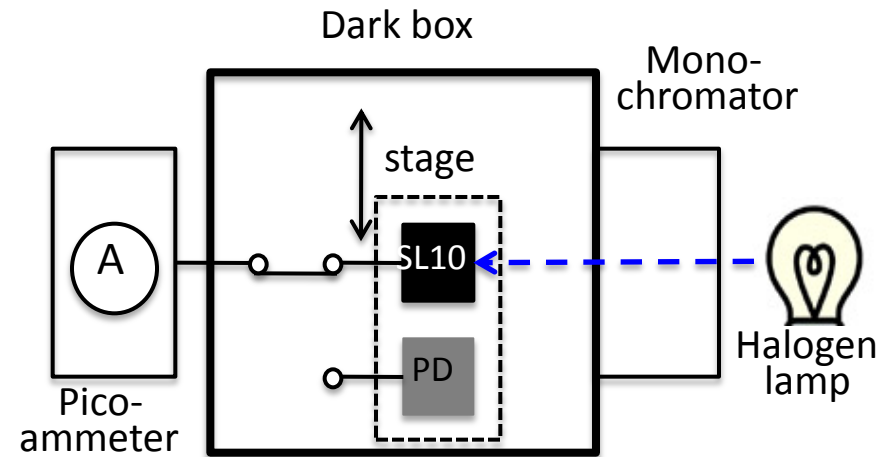 Dark box
Mono-
chromator
stage
A
SL10
PD
Halogen
lamp
Pico-
ammeter